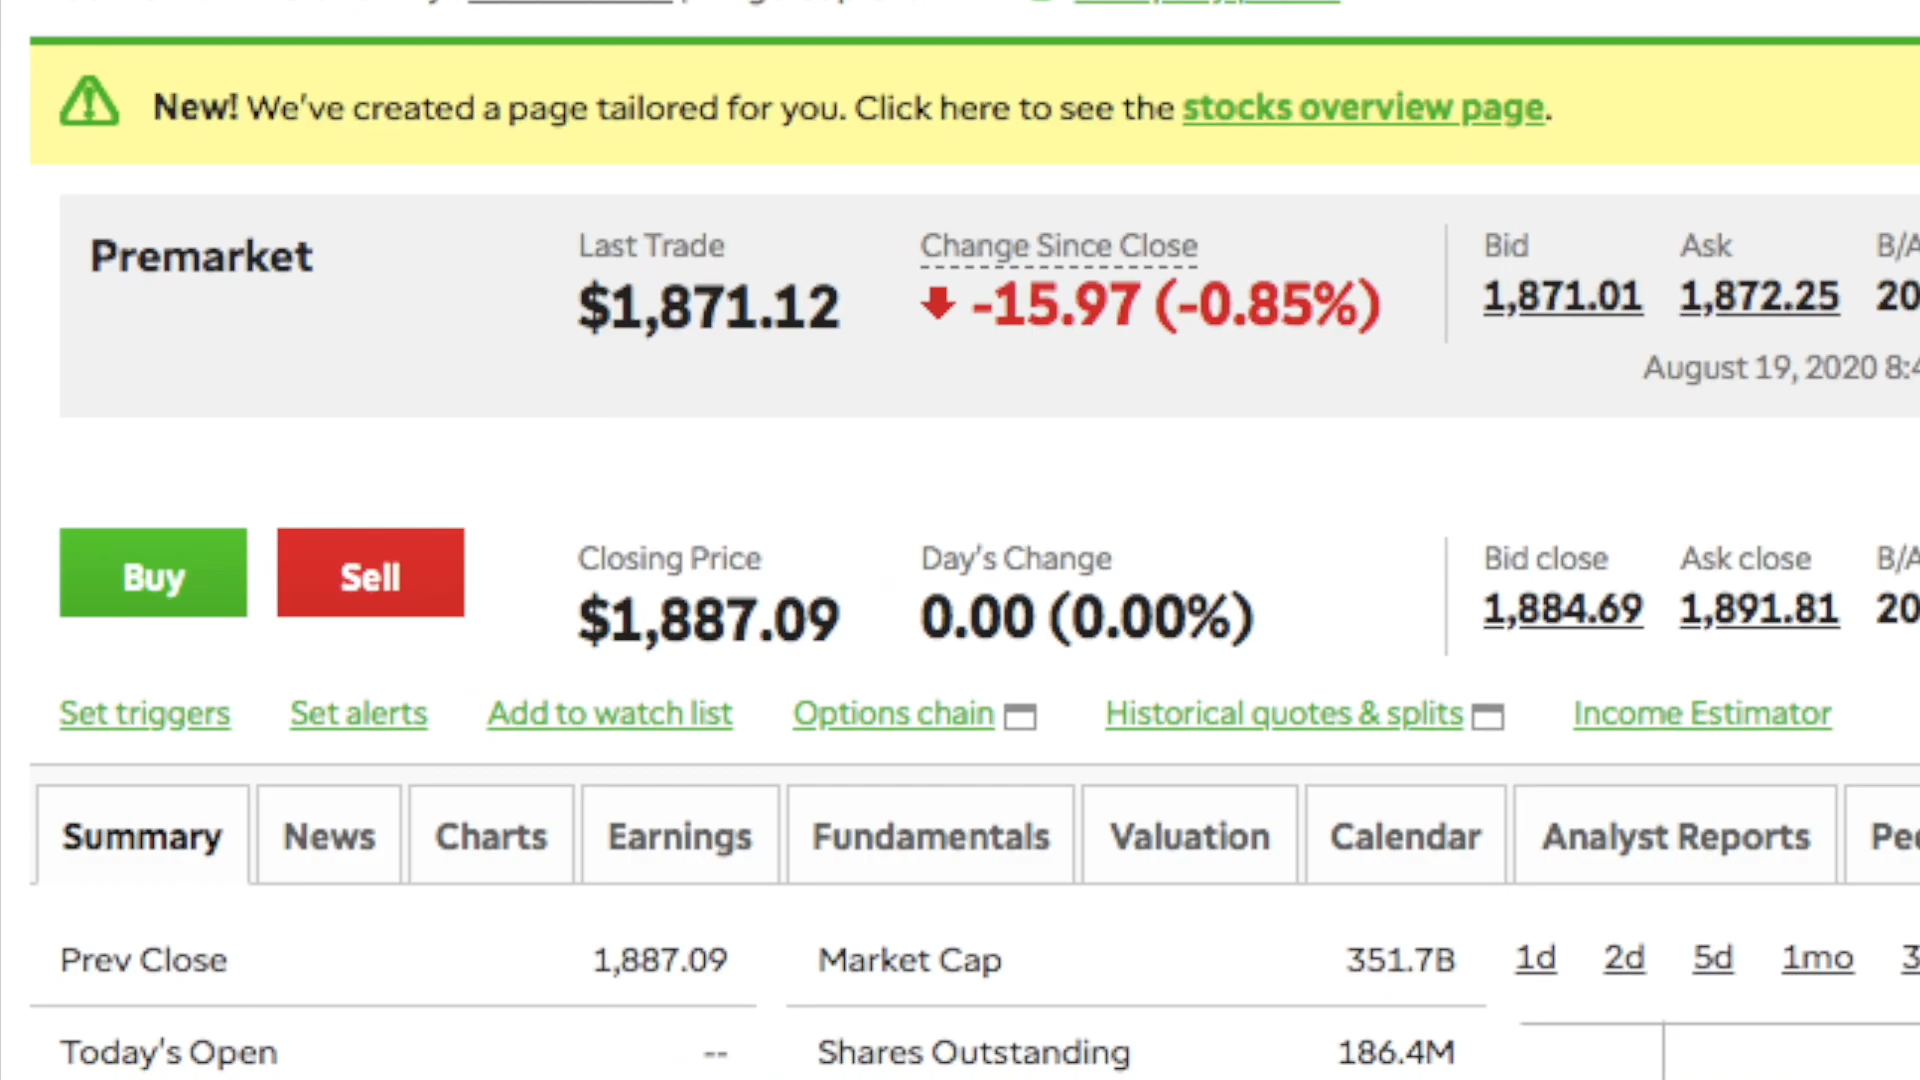 New! We've created a page tailored for you. Click here to see the stocks overview page.
Premarket
Last Trade
$1,871.12
Change Since Close
-15.97 (-0.85%)
Bid
1,871.01
Ask
1,872.25
B/A
20
August 19, 2020 8:4
Buy
Sell
Closing Price
$1,887.09
Day's Change
0.00 (0.00%)
Bid close
1,884.69
Ask close
1,891.81
B/A
20
Set triggers
Set alerts
Add to watch list
Options chain
Historical quotes & splits
Income Estimator
Summary
News
Charts
Earnings
Fundamentals
Valuation
Calendar
Analyst Reports
Prev Close 1,887.09
Market Cap 351.7B
1d 2d 5d 1mo 3
Today's Open --
Shares Outstanding 186.4M